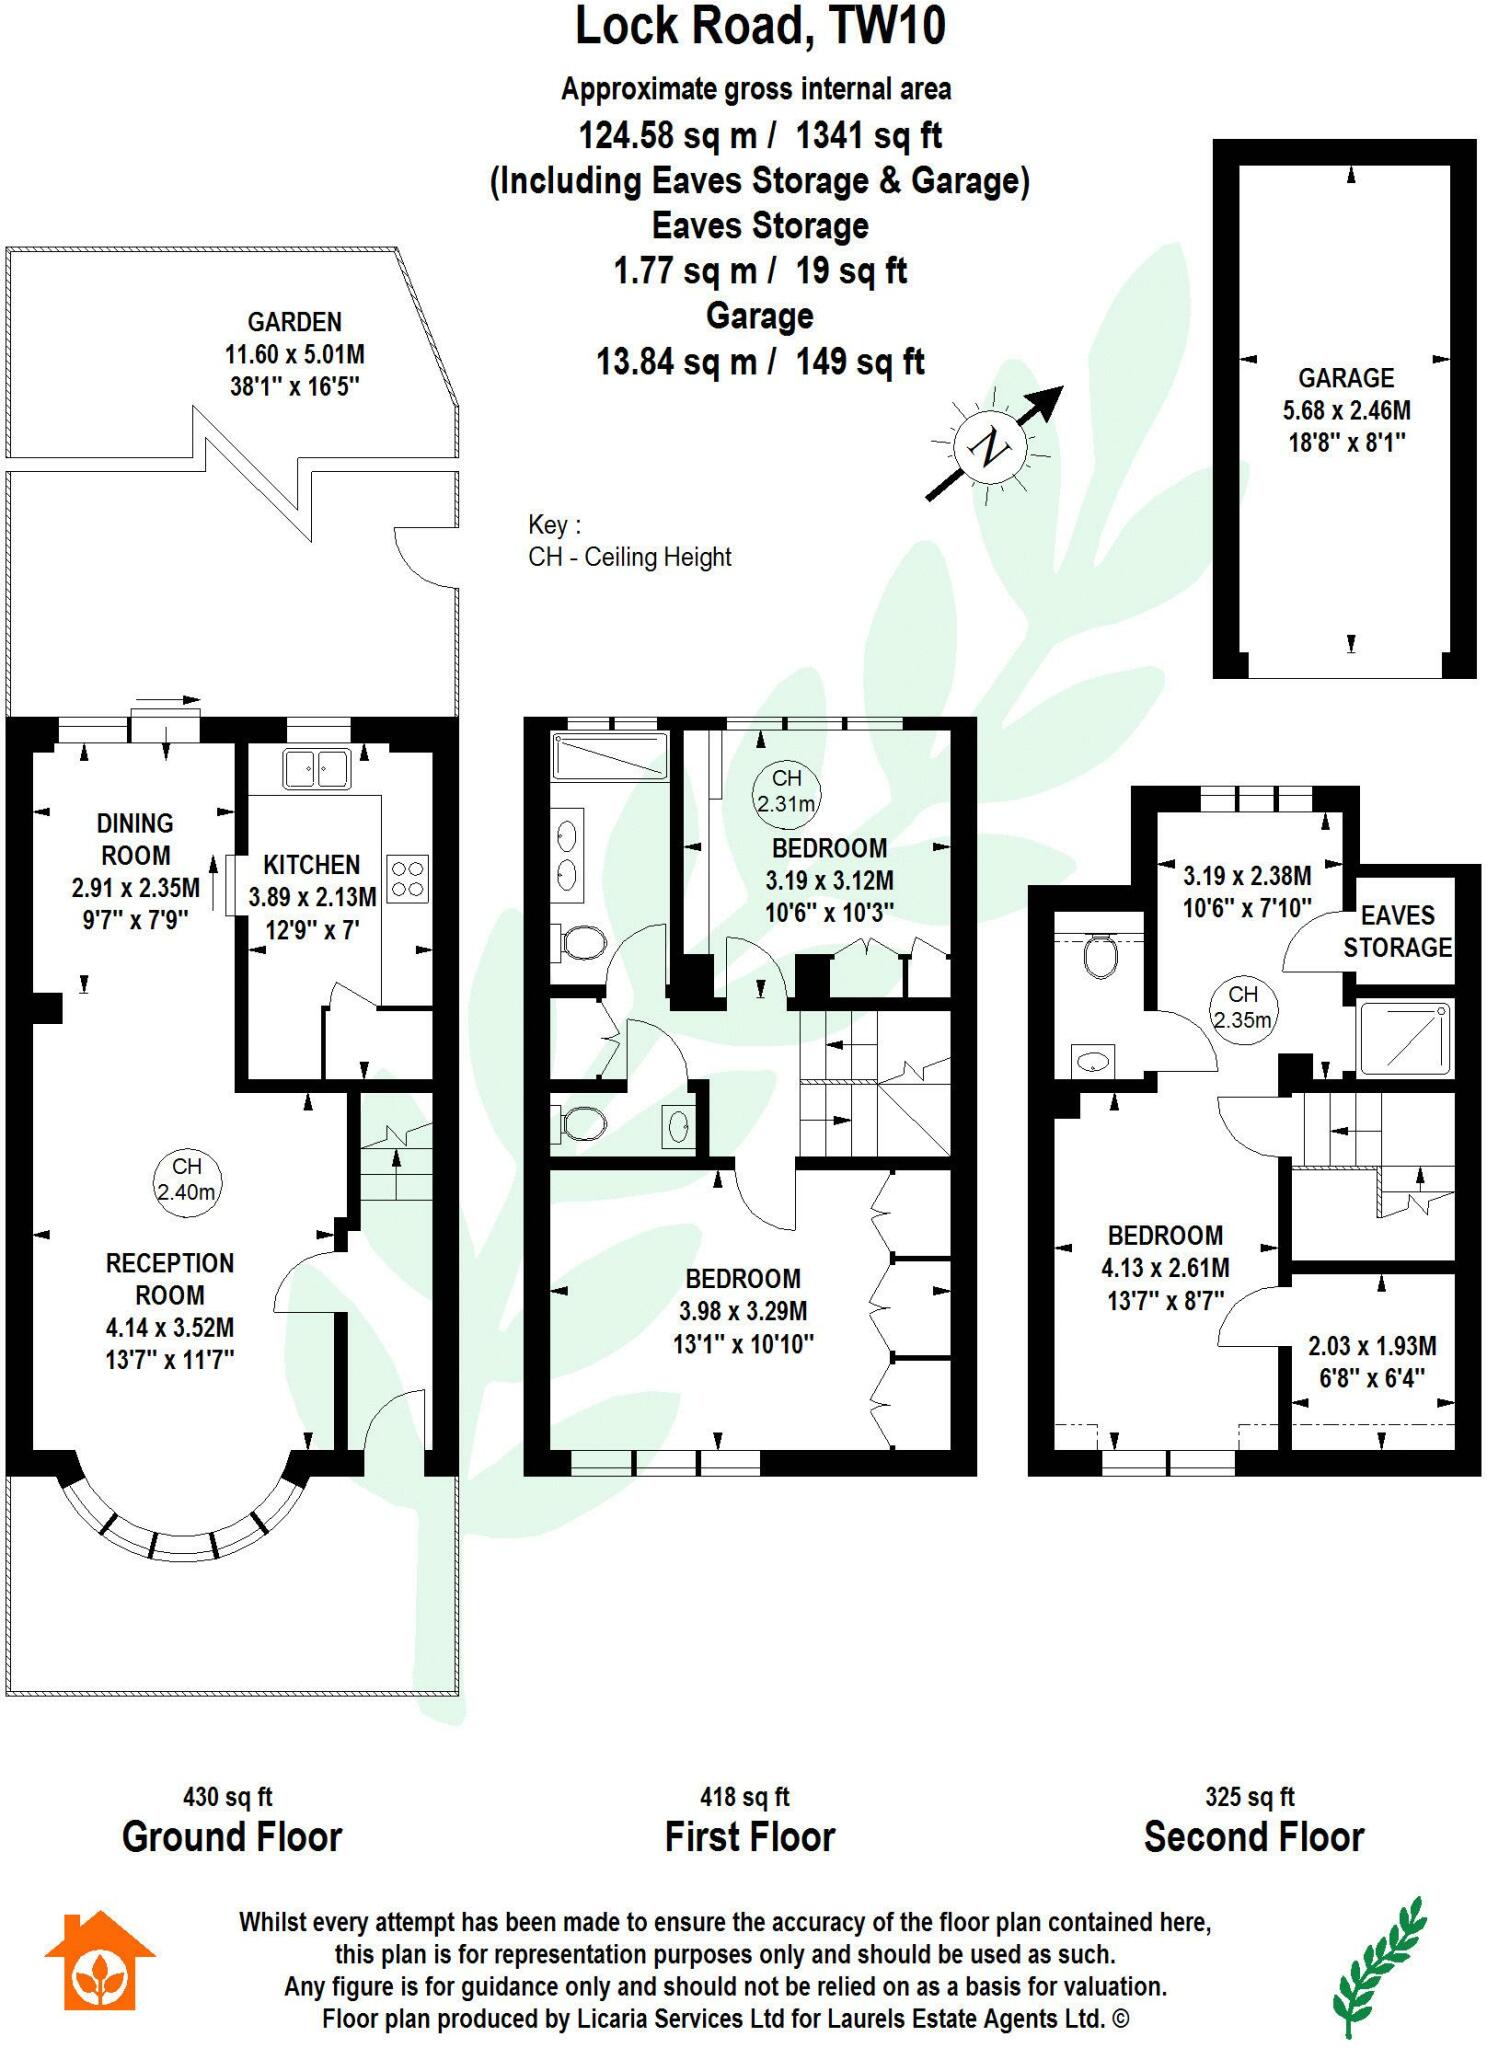 Lock Road, TW10
Approximate gross internal area
124.58 sq m / 1341 sq ft
(Including Eaves Storage & Garage)
Eaves Storage
1.77 sq m / 19 sq ft
Garage
13.84 sq m / 149 sq ft
GARDEN
11.60 x 5.01M
38'1" x 16'5"
N
Key :
CH - Ceiling Height
GARAGE
5.68 x 2.46M
18'8" x 8'1"
DINING
ROOM
2.91 x 2.35M
9'7" x 7'9"
KITCHEN
3.89 x 2.13M
12'9" x 7'
CH
2.40m
RECEPTION
ROOM
4.14 x 3.52M
13'7" x 11'7"
CH
2.31m
BEDROOM
3.19 x 3.12M
10'6" x 10'3"
BEDROOM
3.98 x 3.29M
13'1" x 10'10"
3.19 x 2.38M
10'6" x 7'10"
EAVES
STORAGE
CH
2.35m
BEDROOM
4.13 x 2.61M
13'7" x 8'7"
2.03 x 1.93M
6'8" x 6'4"
430 sq ft
Ground Floor
418 sq ft
First Floor
325 sq ft
Second Floor
Whilst every attempt has been made to ensure the accuracy of the floor plan contained here,
this plan is for representation purposes only and should be used as such.
Any figure is for guidance only and should not be relied on as a basis for valuation.
Floor plan produced by Licaria Services Ltd for Laurels Estate Agents Ltd. ©